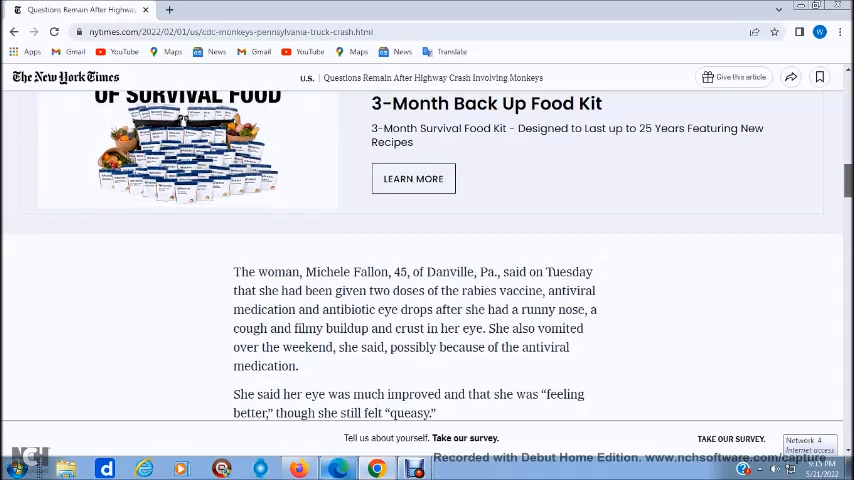 Questions Remain After Highway
nytimes.com/2022/02/01/us/cdc-monkeys-pennsylvania-truck-crash.html
W
Apps Gmail YouTube Maps News Gmail YouTube Maps News Translate
The New York Times
U.S. | Questions Remain After Highway Crash Involving Monkeys
Give this article
OF SURVIVAL FOOD
3-Month Back Up Food Kit
3-Month Survival Food Kit - Designed to Last up to 25 Years Featuring New
Recipes
LEARN MORE
The woman, Michele Fallon, 45, of Danville, Pa., said on Tuesday
that she had been given two doses of the rabies vaccine, antiviral
medication and antibiotic eye drops after she had a runny nose, a
cough and filmy buildup and crust in her eye. She also vomited
over the weekend, she said, possibly because of the antiviral
medication.
She said her eye was much improved and that she was “feeling
better,” though she still felt “queasy.”
Tell us about yourself. Take our survey.
TAKE OUR SURVEY.
Network 4
Internet access
NCH
Recorded with Debut Home Edition. www.nchsoftware.com/capture
9:15 PM
5/21/2022